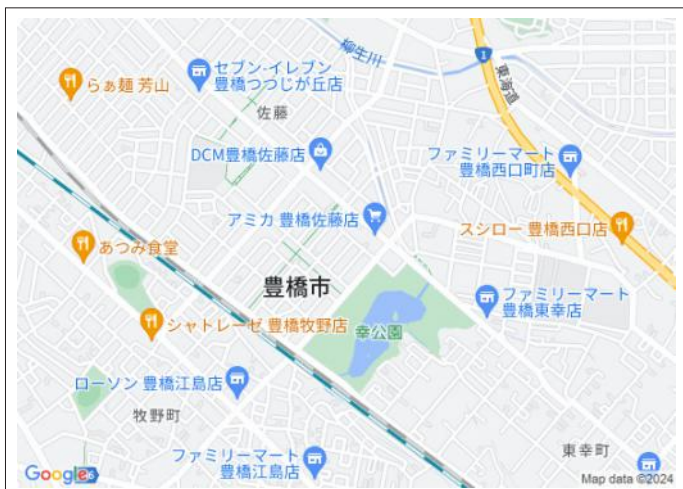 柳生川
1
東海道
らぁ麺 芳山
セブン-イレブン
豊橋つつじが丘店
佐藤
DCM豊橋佐藤店
ファミリーマート
豊橋西口町店
アミカ 豊橋佐藤店
スシロー 豊橋西口店
あつみ食堂
豊橋市
ファミリーマート
豊橋東幸店
シャトレーゼ 豊橋牧野店
幸公園
ローソン 豊橋江島店
牧野町
ファミリーマート
豊橋江島店
東幸町
Google
Map data ©2024